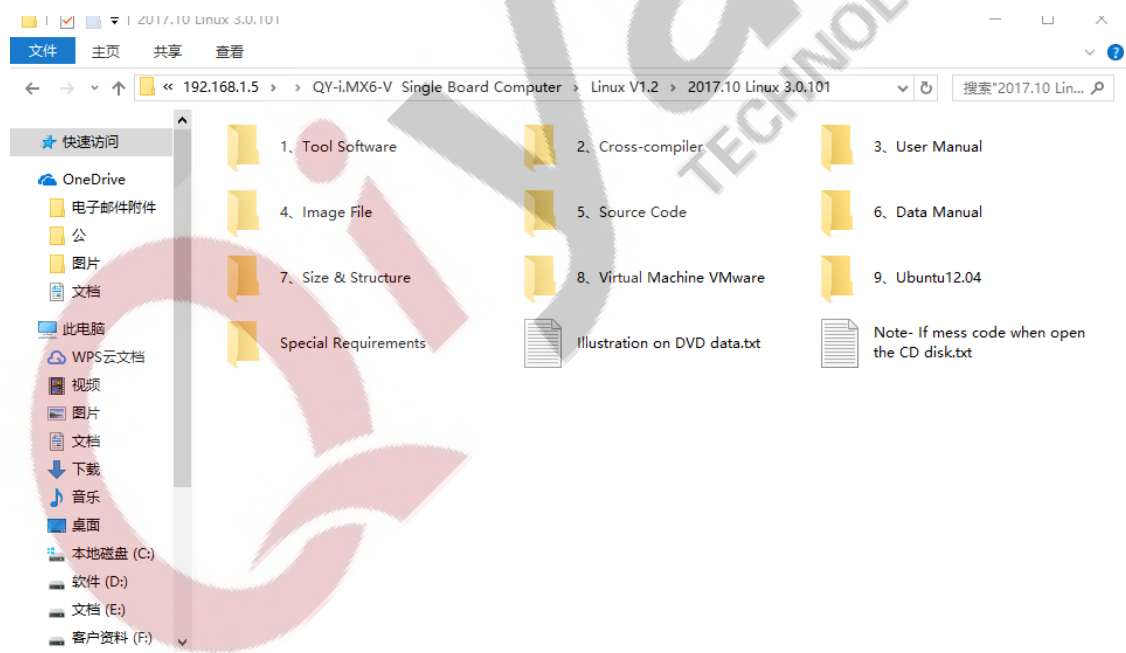 2017.10 Linux 3.0.101
文件 主页 共享 查看
« 192.168.1.5 › › QY-i.MX6-V Single Board Computer › Linux V1.2 › 2017.10 Linux 3.0.101 搜索"2017.10 Lin...
快速访问
OneDrive
电子邮件附件
公
图片
文档
此电脑
WPS云文档
视频
图片
文档
下载
音乐
桌面
本地磁盘 (C:)
软件 (D:)
文档 (E:)
客户资料 (F:)
1、Tool Software
2、Cross-compiler
3、User Manual
4、Image File
5、Source Code
6、Data Manual
7、Size & Structure
8、Virtual Machine VMware
9、Ubuntu12.04
Special Requirements
Illustration on DVD data.txt
Note- If mess code when open
the CD disk.txt